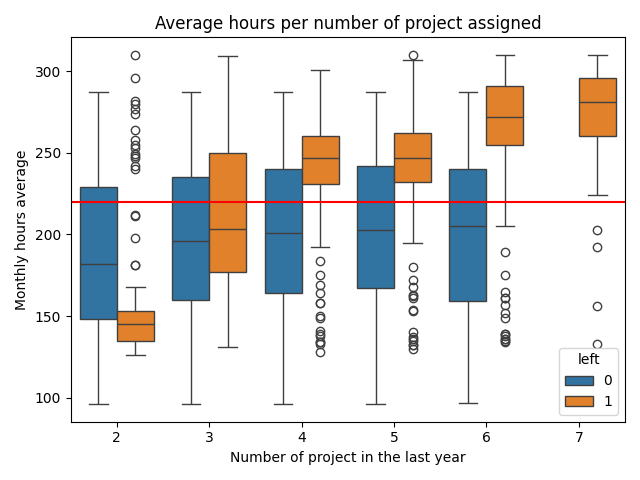 Average hours per number of project assigned
Monthly hours average
300
250
200
150
100
2 3 4 5 6 7
Number of project in the last year
left
0
1